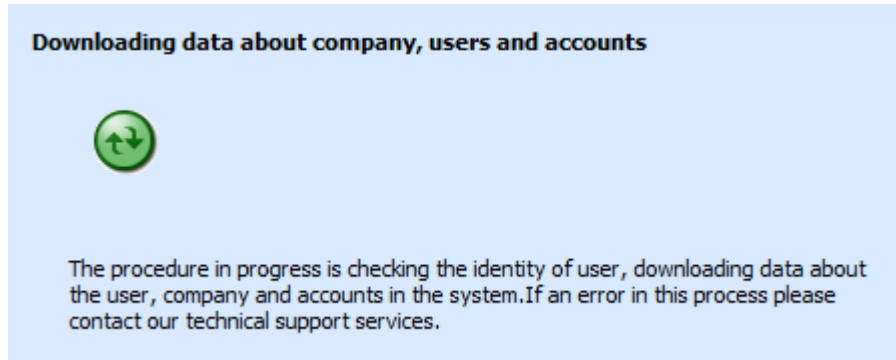 Downloading data about company, users and accounts
The procedure in progress is checking the identity of user, downloading data about
the user, company and accounts in the system.If an error in this process please
contact our technical support services.